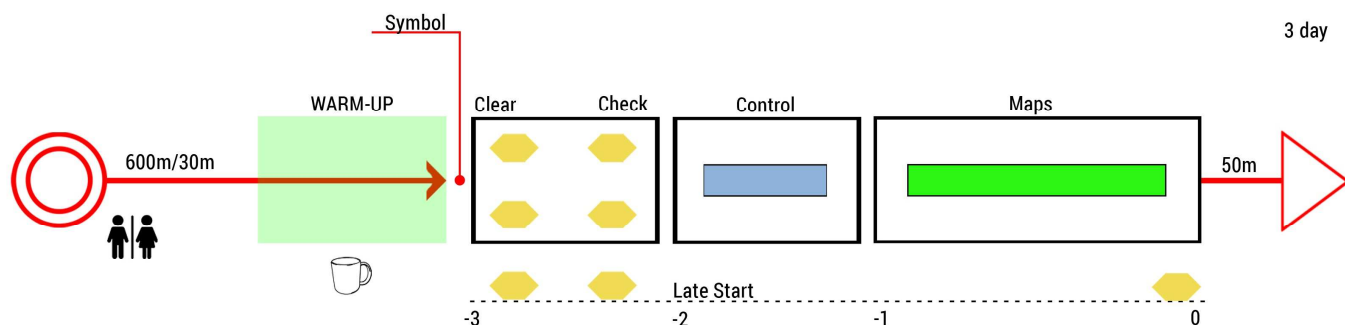 Symbol
3 day
WARM-UP
Clear
Check
Control
Maps
600m/30m
50m
Late Start
-3
-2
-1
0